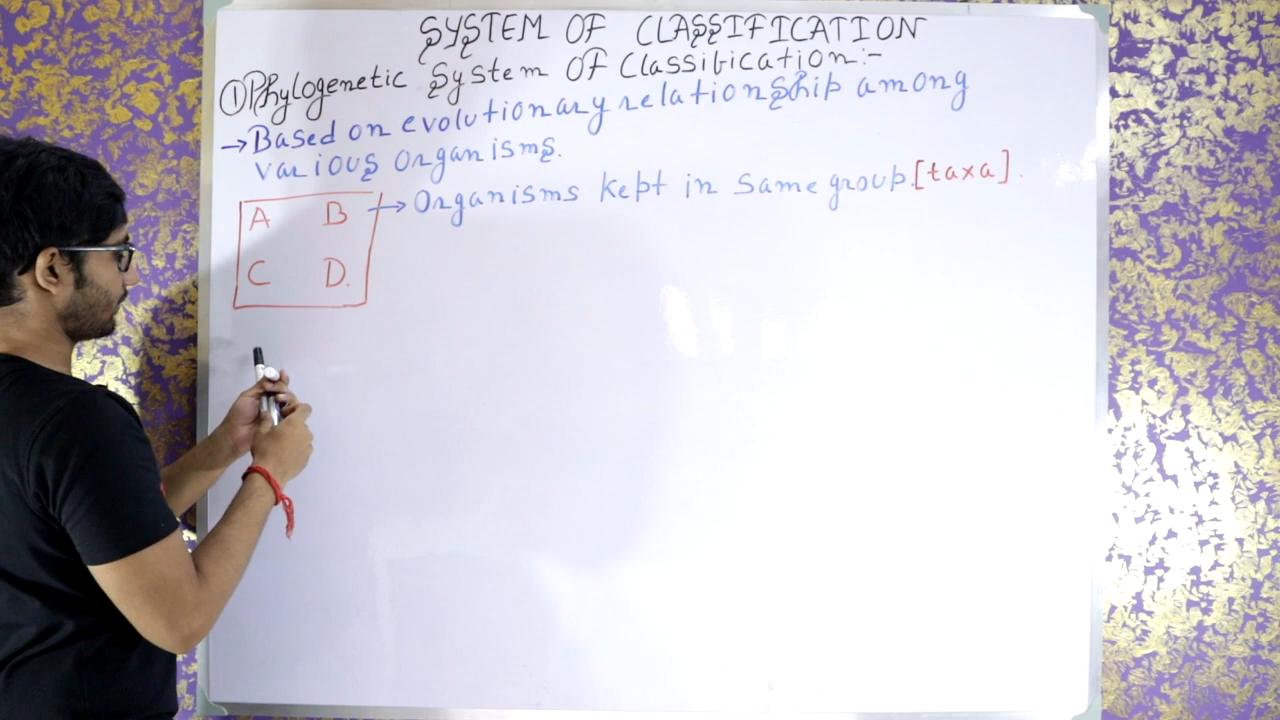 SYSTEM OF CLASSIFICATION
① Phylogenetic System Of Classification:-
→ Based on evolutionary relationship among
various organisms.
A B → Organisms kept in same group.[taxa].
C D.